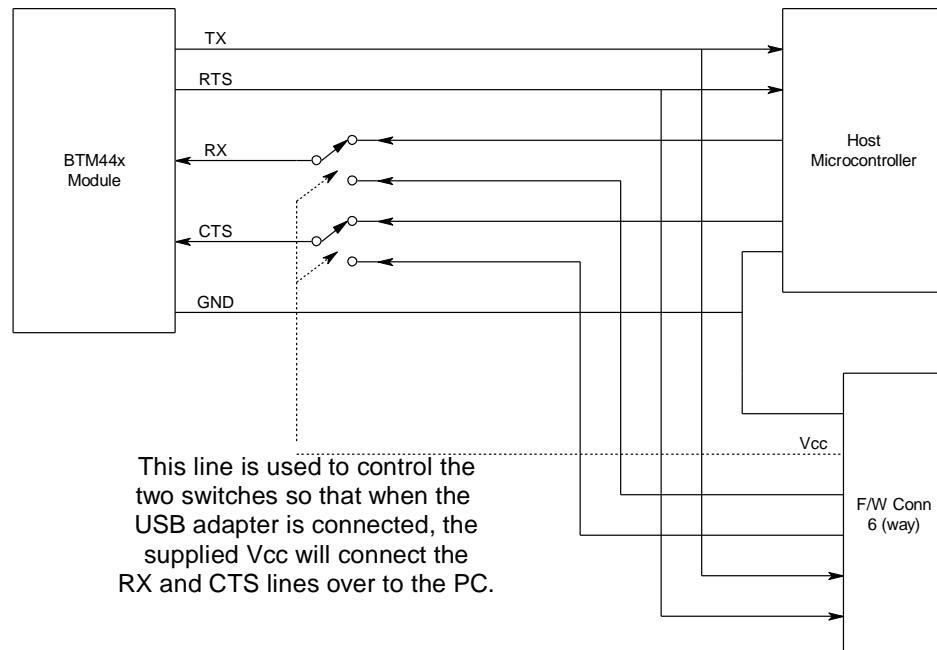 TX
RTS
RX
BTM44x
Module
Host
Microcontroller
CTS
GND
Vcc
This line is used to control the
two switches so that when the
USB adapter is connected, the
supplied Vcc will connect the
RX and CTS lines over to the PC.
F/W Conn
6 (way)